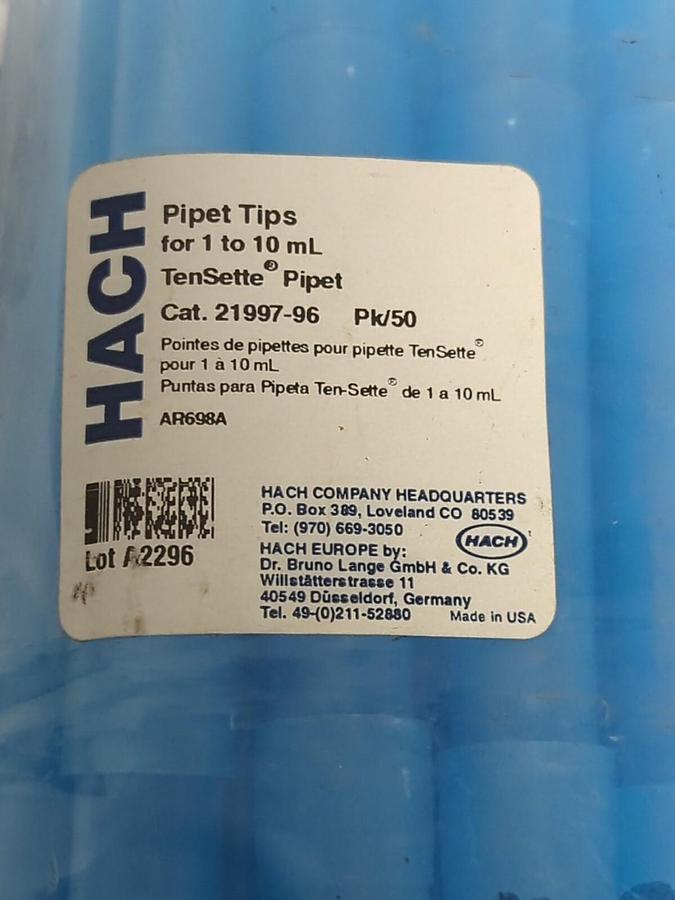 HACH
Pipet Tips
for 1 to 10 mL
TenSette® Pipet
Cat. 21997-96 Pk/50
Pointes de pipettes pour pipette TenSette®
pour 1 à 10 mL
Puntas para Pipeta Ten-Sette® de 1 a 10 mL
AR698A
Lot A2296
HACH COMPANY HEADQUARTERS
P.O. Box 389, Loveland CO 80539
Tel: (970) 669-3050
HACH
HACH EUROPE by:
Dr. Bruno Lange GmbH & Co. KG
Willstätterstrasse 11
40549 Düsseldorf, Germany
Tel. 49-(0)211-52880 Made in USA